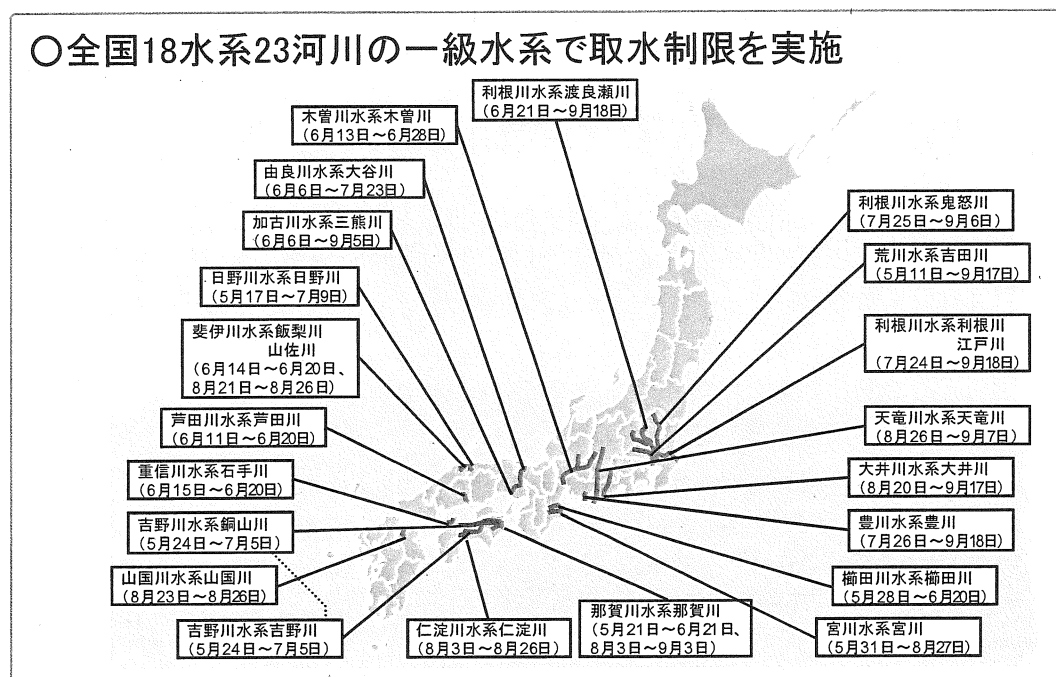 ○全国18水系23河川の一級水系で取水制限を実施
利根川水系渡良瀬川
(6月21日～9月18日)
木曽川水系木曽川
(6月13日～6月28日)
由良川水系大谷川
(6月6日～7月23日)
加古川水系三熊川
(6月6日～9月5日)
日野川水系日野川
(5月17日～7月9日)
斐伊川水系飯梨川
山佐川
(6月14日～6月20日、
8月21日～8月26日)
芦田川水系芦田川
(6月11日～6月20日)
重信川水系石手川
(6月15日～6月20日)
吉野川水系銅山川
(5月24日～7月5日)
山国川水系山国川
(8月23日～8月26日)
吉野川水系吉野川
(5月24日～7月5日)
仁淀川水系仁淀川
(8月3日～8月26日)
那賀川水系那賀川
(5月21日～6月21日、
8月3日～9月3日)
利根川水系鬼怒川
(7月25日～9月6日)
荒川水系吉田川
(5月11日～9月17日)
利根川水系利根川
江戸川
(7月24日～9月18日)
天竜川水系天竜川
(8月26日～9月7日)
大井川水系大井川
(8月20日～9月17日)
豊川水系豊川
(7月26日～9月18日)
櫛田川水系櫛田川
(5月28日～6月20日)
宮川水系宮川
(5月31日～8月27日)